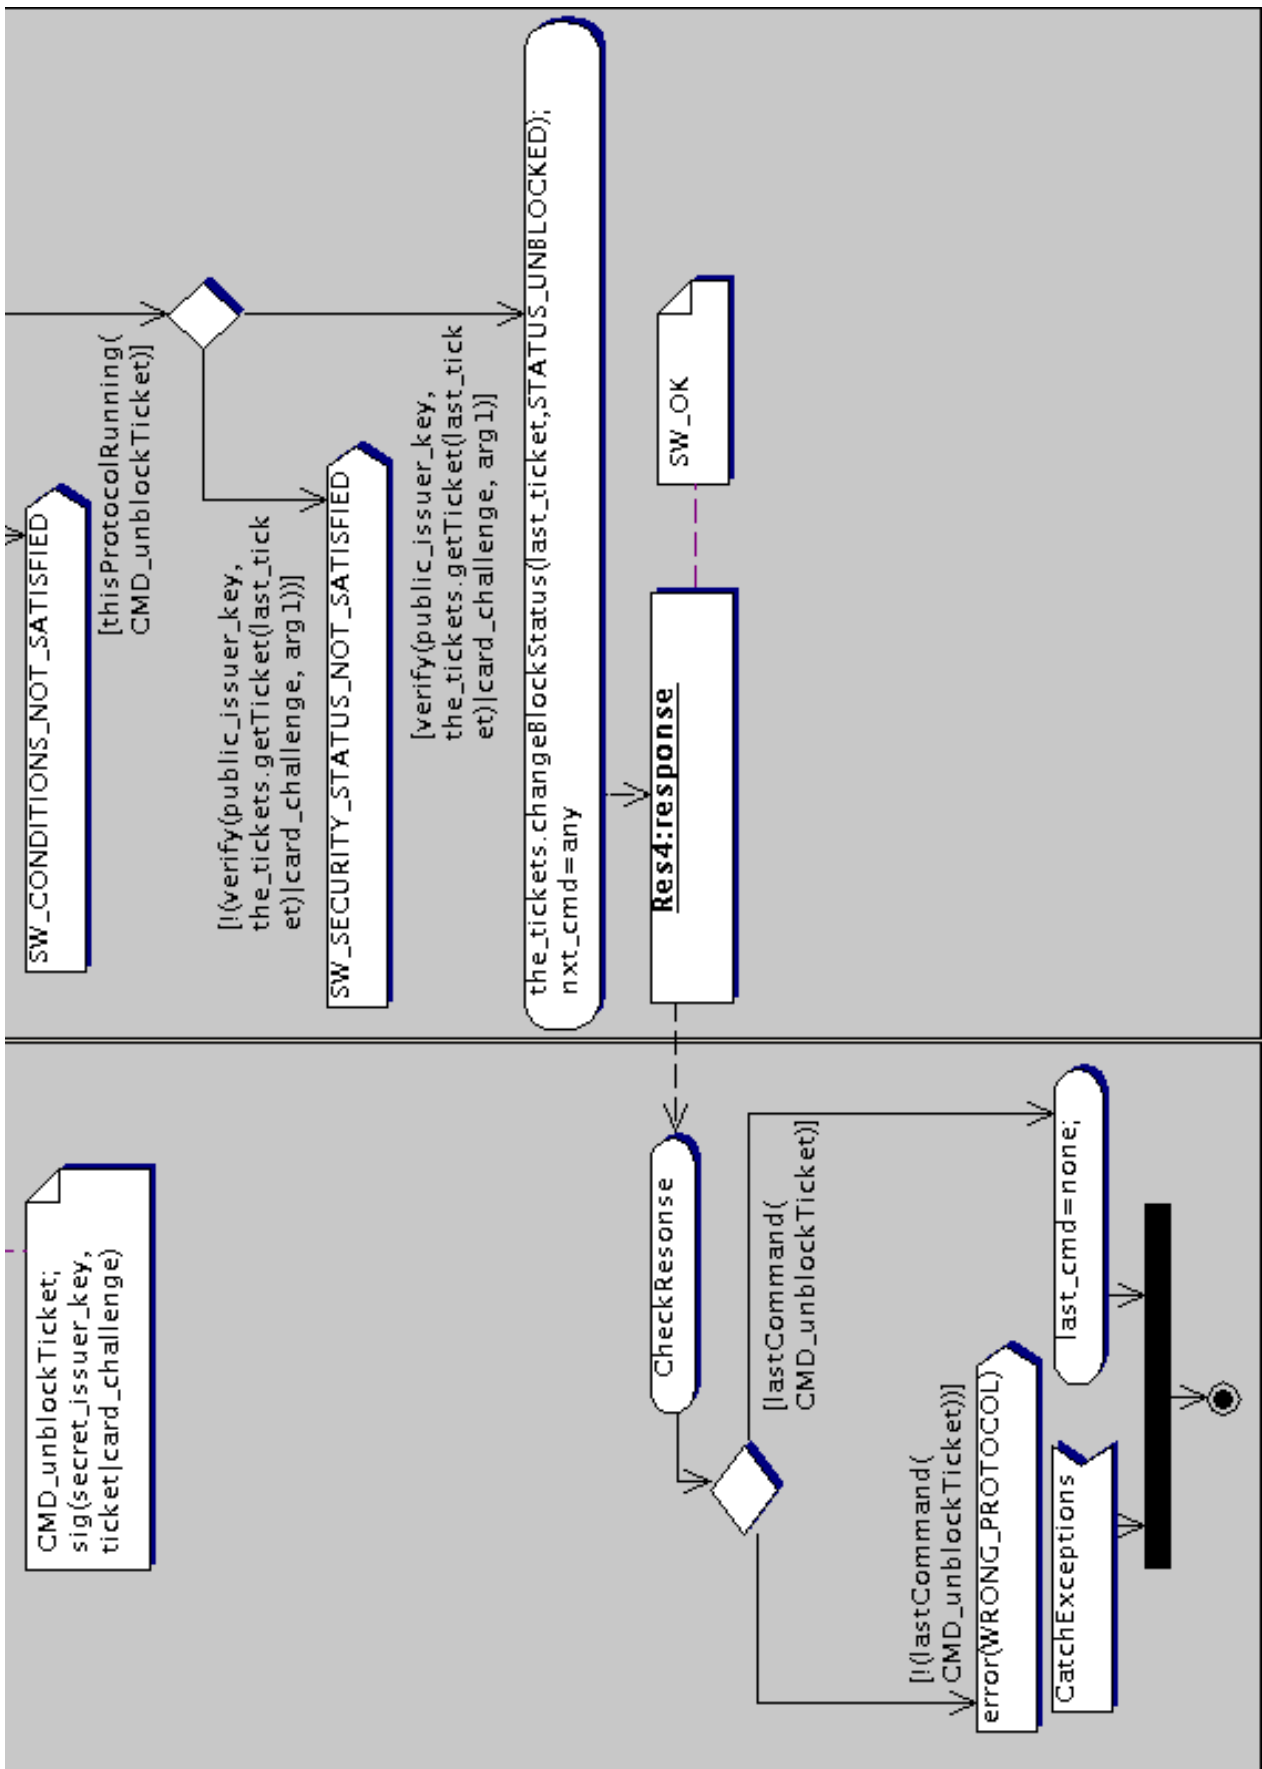 CMD_unblockTicket;
sig(secret_issuer_key,
ticket|card_challenge)
SW_CONDITIONS_NOT_SATISFIED
[thisProtocolRunning(
CMD_unblockTicket)]
[!(verify(public_issuer_key,
the_tickets.getTicket(last_tick
et)|card_challenge, arg1))]
SW_SECURITY_STATUS_NOT_SATISFIED
[verify(public_issuer_key,
the_tickets.getTicket(last_tick
et)|card_challenge, arg1)]
the_tickets.changeBlockStatus(last_ticket,STATUS_UNBLOCKED);
nxt_cmd=any
Res4:response
SW_OK
CheckResonse
[lastCommand(
CMD_unblockTicket)]
[!(lastCommand(
CMD_unblockTicket))]
error(WRONG_PROTOCOL)
last_cmd=none;
CatchExceptions